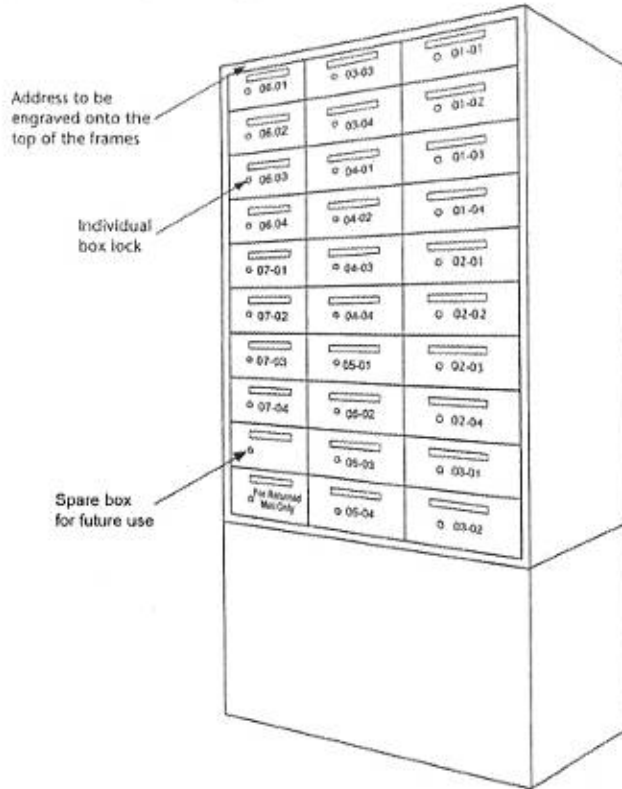 Address to be
engraved onto the
top of the frames
Individual
box lock
Spare box
for future use
06-01 03-03 01-01
06-02 03-04 01-02
06-03 04-01 01-03
06-04 04-02 01-04
07-01 04-03 02-01
07-02 04-04 02-02
07-03 05-01 02-03
07-04 05-02 02-04
05-03 03-01
For Returned
Mail Only
05-04 03-02